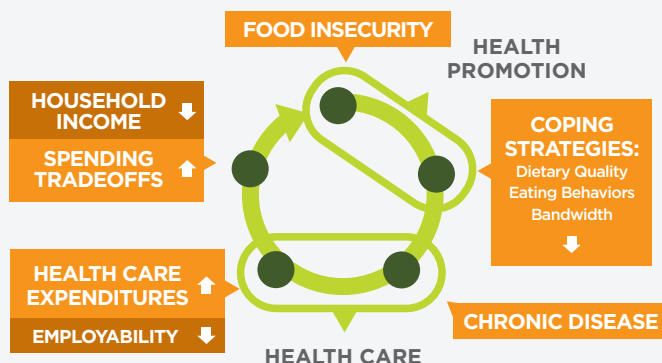 FOOD INSECURITY
HEALTH
PROMOTION
HOUSEHOLD
INCOME
SPENDING
TRADEOFFS
COPING
STRATEGIES:
Dietary Quality
Eating Behaviors
Bandwidth
HEALTH CARE
EXPENDITURES
EMPLOYABILITY
CHRONIC DISEASE
HEALTH CARE